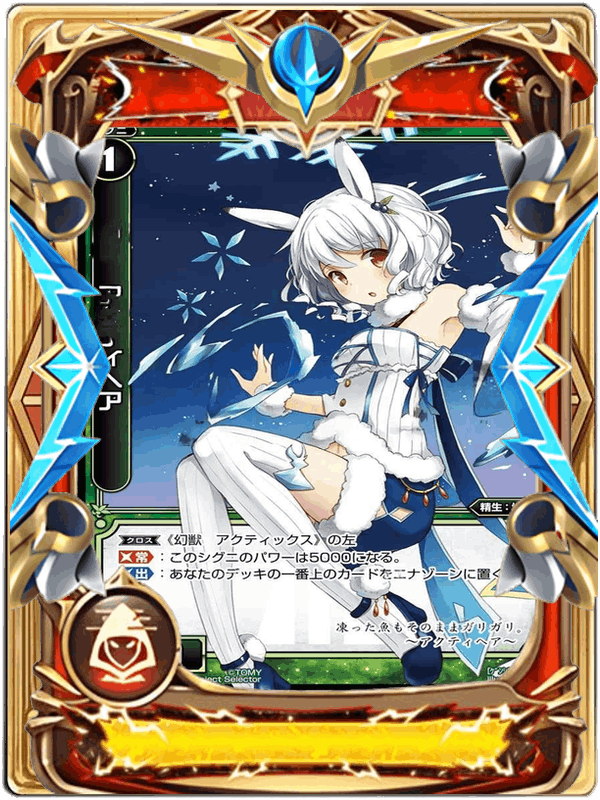 1
クロス 《幻獣 アクティックス》の左
常：このシグニのパワーは5000になる。
出：あなたのデッキの一番上のカードをエナゾーンに置く
精生：
凍った魚もそのままガリガリ。
～アクティヘア～
©TOMY
ject Selector